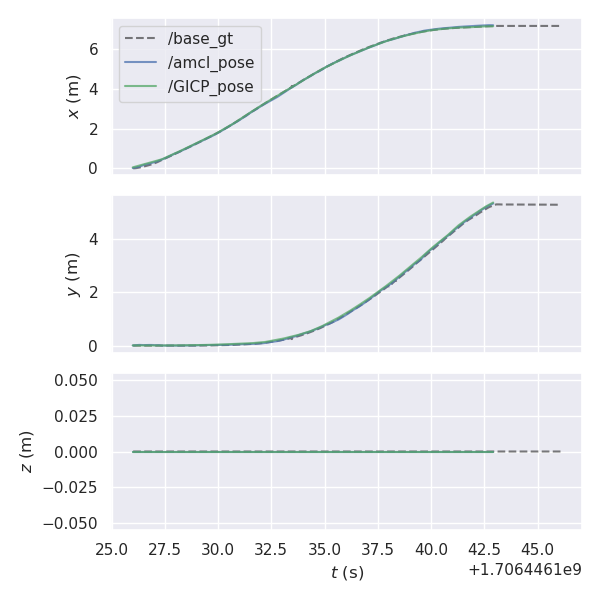 6
4
2
0
x (m)
/base_gt
/amcl_pose
/GICP_pose
4
2
0
y (m)
0.050
0.025
0.000
−0.025
−0.050
z (m)
25.0 27.5 30.0 32.5 35.0 37.5 40.0 42.5 45.0
t (s)
+1.7064461e9